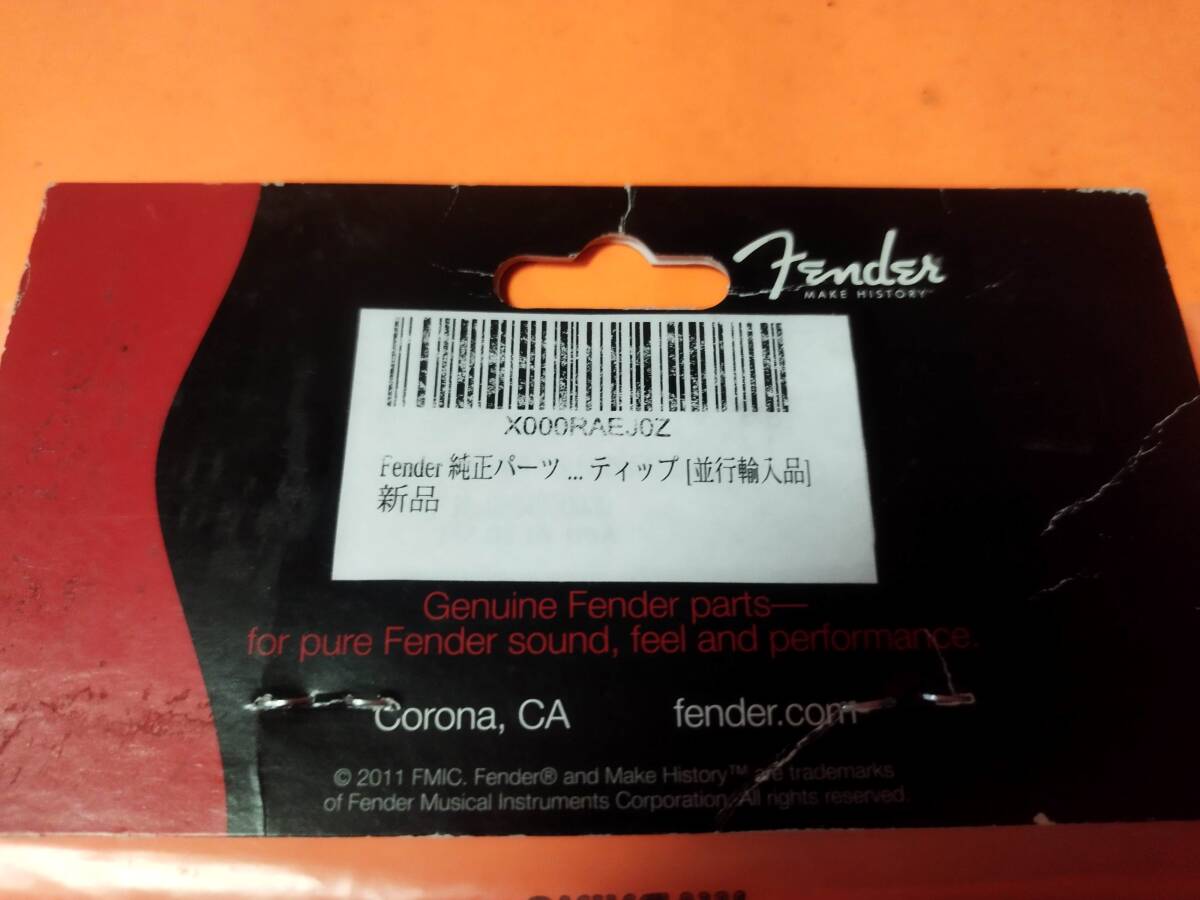 Fender
MAKE HISTORY™
X000RAEJ0Z
Fender 純正パーツ ... ティップ [並行輸入品]
新品
Genuine Fender parts—
for pure Fender sound, feel and performance.
Corona, CA fender.com
© 2011 FMIC. Fender® and Make History™ are trademarks
of Fender Musical Instruments Corporation. All rights reserved.